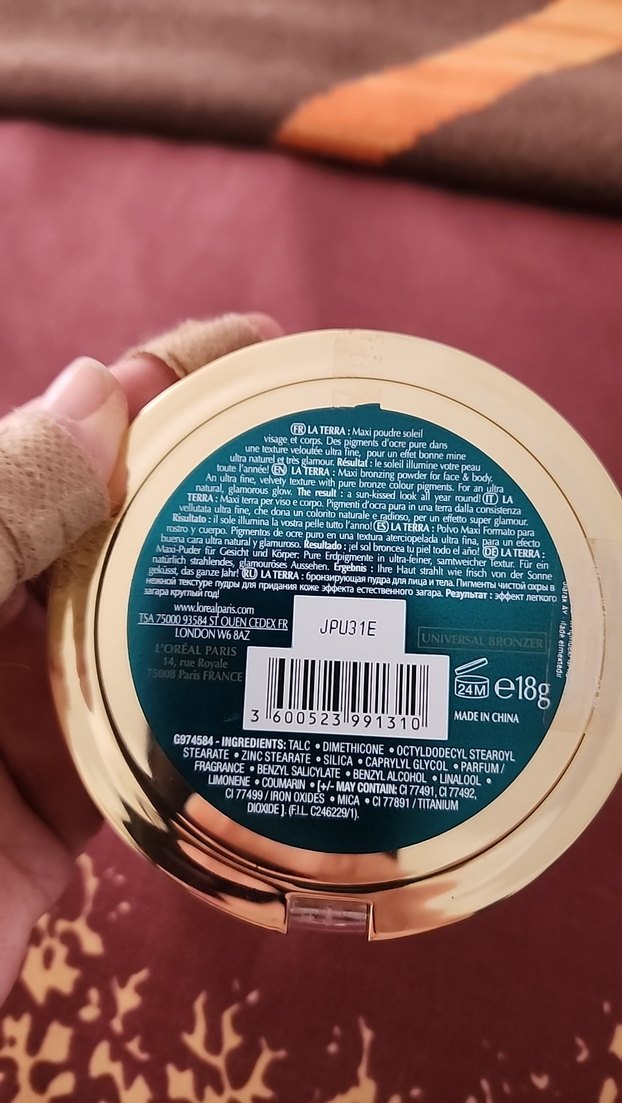 FR LA TERRA : Maxi poudre soleil
visage et corps. Des pigments d'ocre pure dans
une texture veloutée ultra fine, pour un effet bonne mine
ultra naturel et très glamour. Résultat : le soleil illumine votre peau
toute l'année! EN LA TERRA : Maxi bronzing powder for face & body.
An ultra fine, velvety texture with pure bronze colour pigments. For an ultra
natural, glamorous glow. The result : a sun-kissed look all year round! IT LA
TERRA : Maxi terra per viso e corpo. Pigmenti d'ocra pura in una terra dalla consistenza
vellutata ultra fine, che dona un colorito naturale e radioso, per un effetto super glamour.
Risultato : il sole illumina la vostra pelle tutto l'anno! ES LA TERRA : Polvo Maxi Formato para
rostro y cuerpo. Pigmentos de ocre puro en una textura aterciopelada ultra fina, para un efecto
buena cara ultra natural y glamuroso. Resultado : ¡el sol broncea tu piel todo el año! DE LA TERRA :
Maxi-Puder für Gesicht und Körper: Pure Erdpigmente in ultra-feiner, samtweicher Textur. Für ein
natürlich strahlendes, glamouröses Aussehen. Ergebnis : Ihre Haut strahlt wie frisch von der Sonne
geküsst, das ganze Jahr! RU LA TERRA : бронзирующая пудра для лица и тела. Пигменты чистой охры в
нежной текстуре пудры для придания коже эффекта естественного загара. Результат : эффект легкого
загара круглый год!
www.lorealparis.com
TSA 75000 93584 ST OUEN CEDEX FR
LONDON W6 8AZ
L'ORÉAL PARIS
14, rue Royale
75008 Paris FRANCE
JPU31E
UNIVERSAL BRONZER
3 600523 991310
24M e18g
MADE IN CHINA
G974584 - INGREDIENTS: TALC • DIMETHICONE • OCTYLDODECYL STEAROYL
STEARATE • ZINC STEARATE • SILICA • CAPRYLYL GLYCOL • PARFUM /
FRAGRANCE • BENZYL SALICYLATE • BENZYL ALCOHOL • LINALOOL •
LIMONENE • COUMARIN • [+/- MAY CONTAIN: CI 77491, CI 77492,
CI 77499 / IRON OXIDES • MICA • CI 77891 / TITANIUM
DIOXIDE ]. (F.I.L. C246229/1).